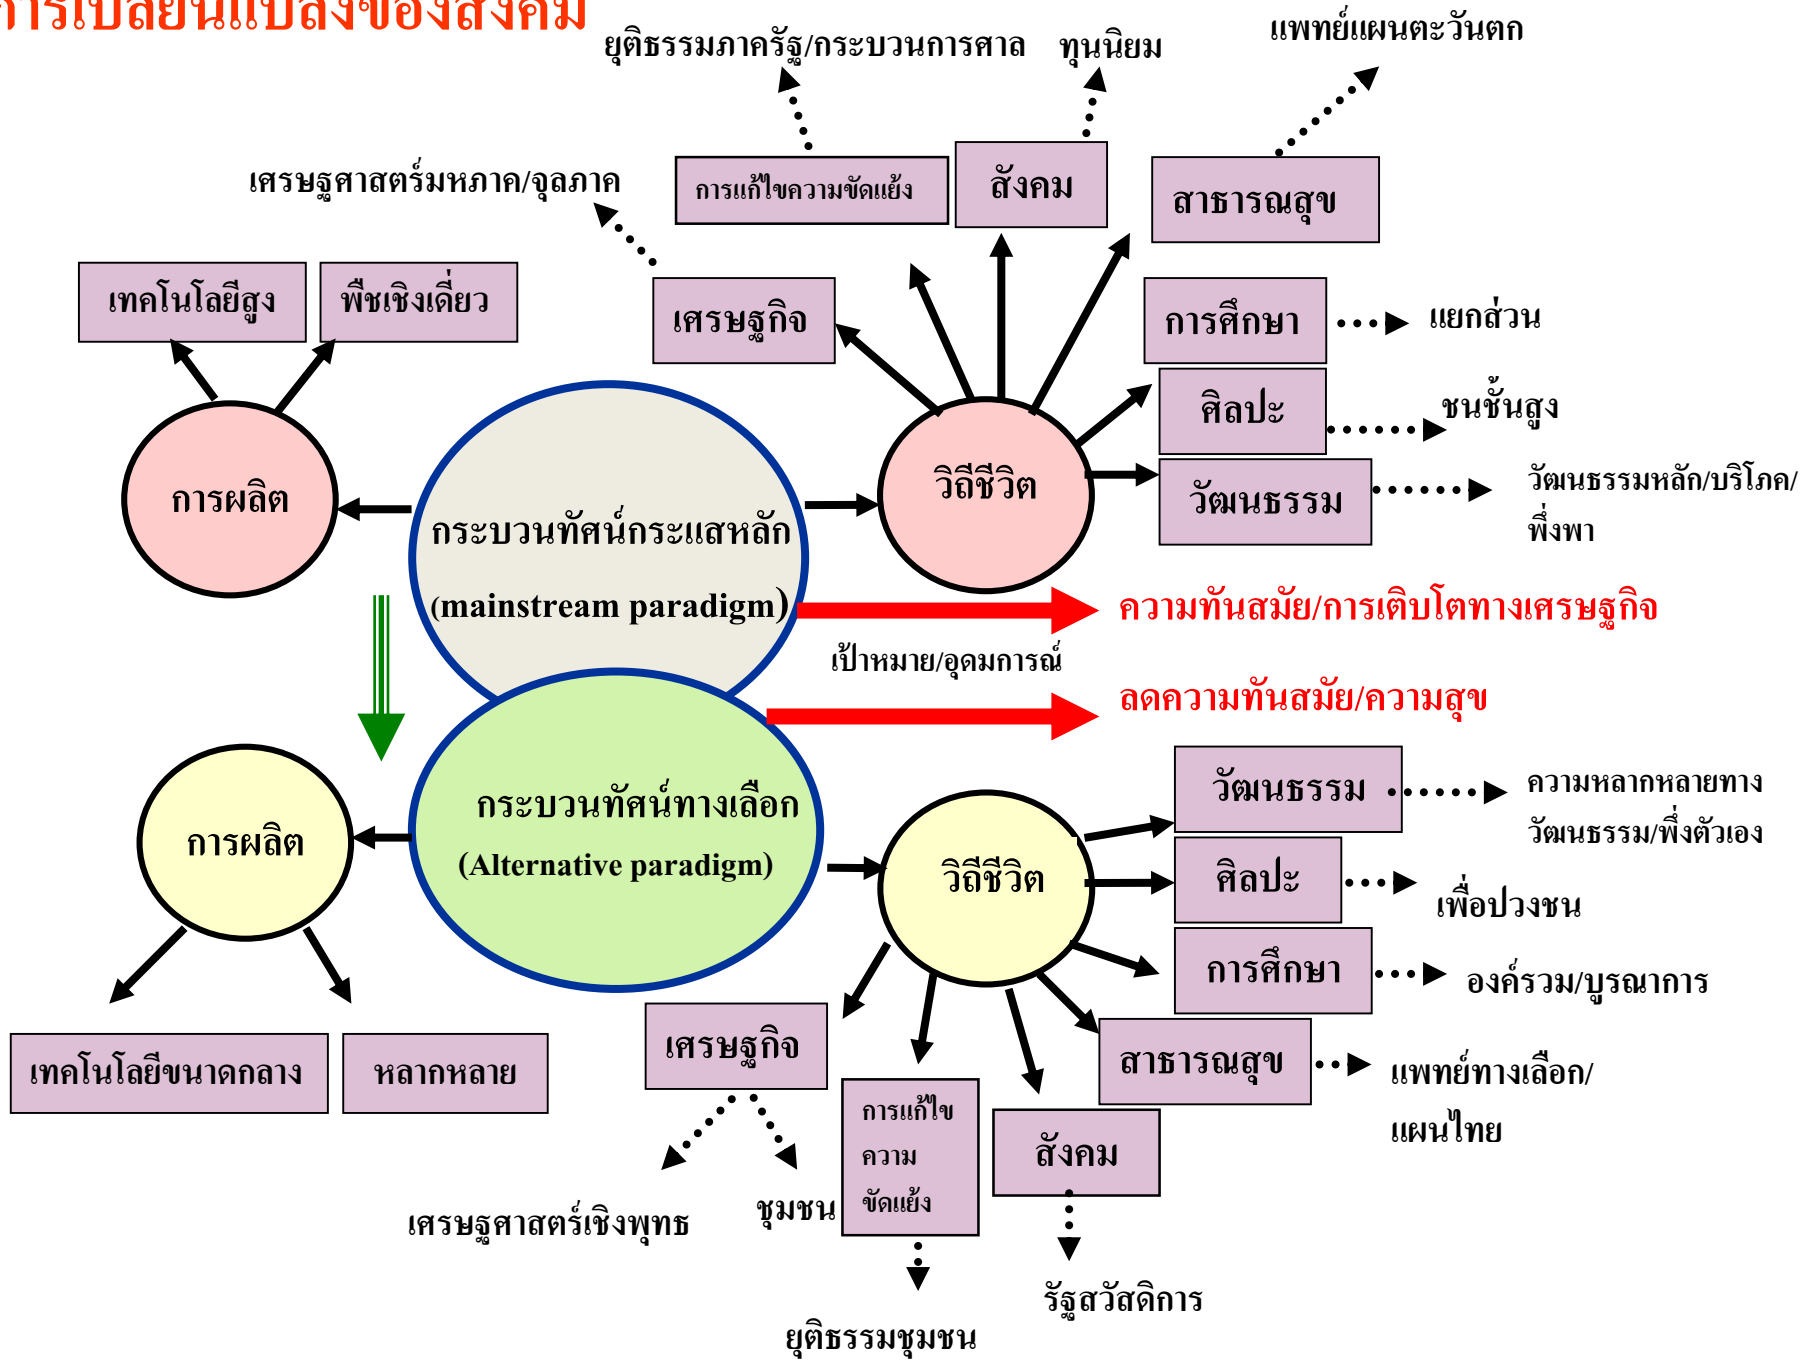 การเปลี่ยนแปลงของสังคม
ยุติธรรมภาครัฐ/กระบวนการศาล
ทุนนิยม
แพทย์แผนตะวันตก
เศรษฐศาสตร์มหภาค/จุลภาค
การแก้ไขความขัดแย้ง
สังคม
สาธารณสุข
เทคโนโลยีสูง
พืชเชิงเดี่ยว
เศรษฐกิจ
การศึกษา
แยกส่วน
ศิลปะ
ชนชั้นสูง
การผลิต
วิถีชีวิต
วัฒนธรรม
วัฒนธรรมหลัก/บริโภค/
พึ่งพา
กระบวนทัศน์กระแสหลัก
(mainstream paradigm)
ความทันสมัย/การเติบโตทางเศรษฐกิจ
เป้าหมาย/อุดมการณ์
ลดความทันสมัย/ความสุข
กระบวนทัศน์ทางเลือก
(Alternative paradigm)
การผลิต
วิถีชีวิต
วัฒนธรรม
ความหลากหลายทาง
วัฒนธรรม/พึ่งตัวเอง
ศิลปะ
เพื่อปวงชน
การศึกษา
องค์รวม/บูรณาการ
สาธารณสุข
แพทย์ทางเลือก/
แผนไทย
เทคโนโลยีขนาดกลาง
หลากหลาย
เศรษฐกิจ
การแก้ไข
ความ
ขัดแย้ง
สังคม
เศรษฐศาสตร์เชิงพุทธ
ชุมชน
รัฐสวัสดิการ
ยุติธรรมชุมชน